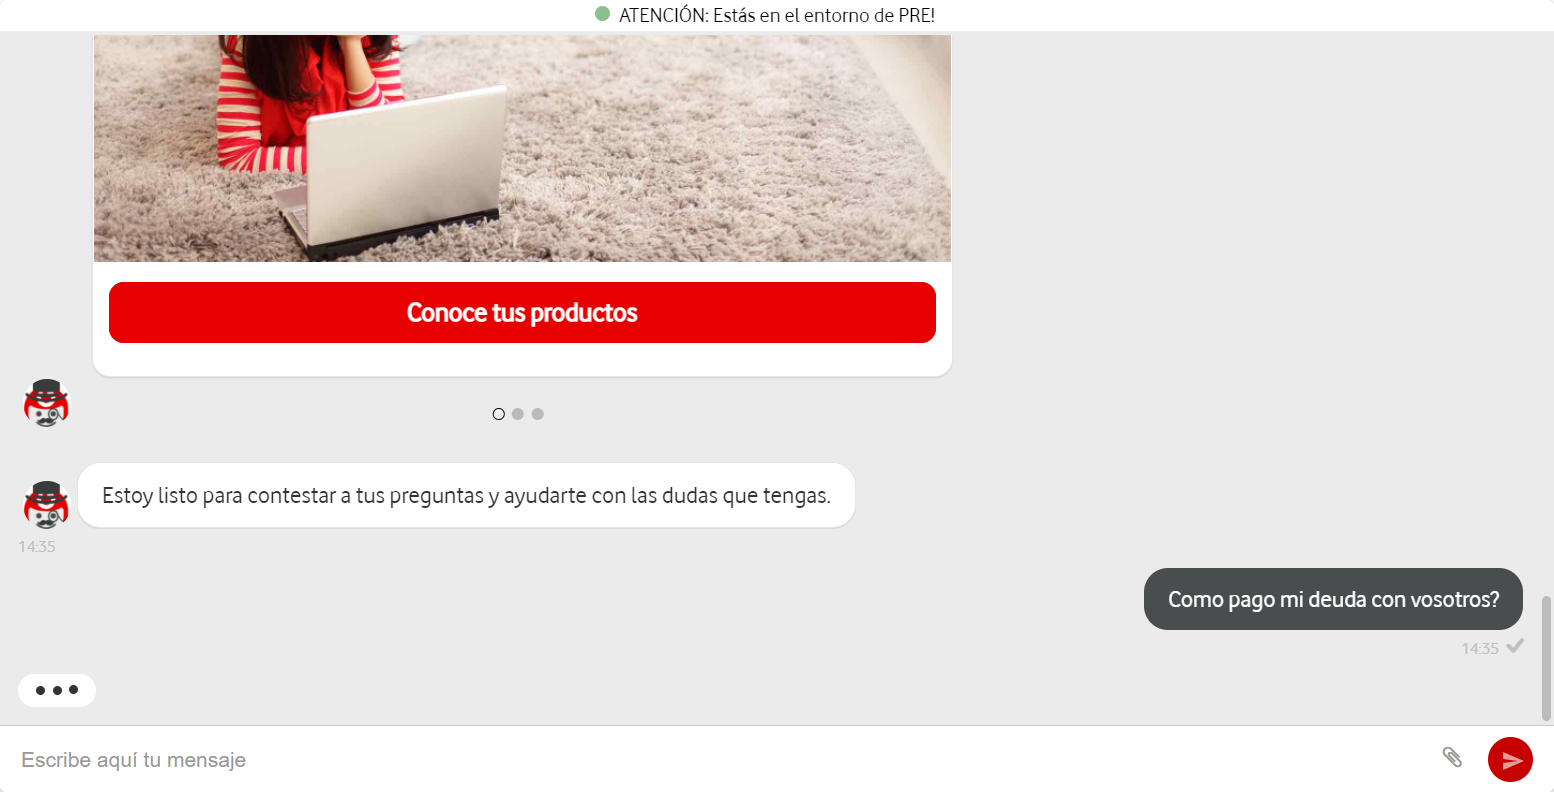 ATENCIÓN: Estás en el entorno de PRE!
Conoce tus productos
Estoy listo para contestar a tus preguntas y ayudarte con las dudas que tengas.
14:35
Como pago mi deuda con vosotros?
14:35
Escribe aquí tu mensaje